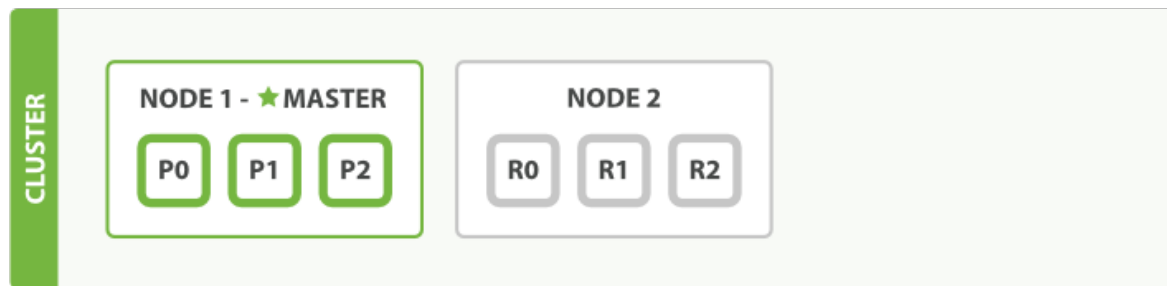 CLUSTER
NODE 1 - ★ MASTER
P0 P1 P2
NODE 2
R0 R1 R2